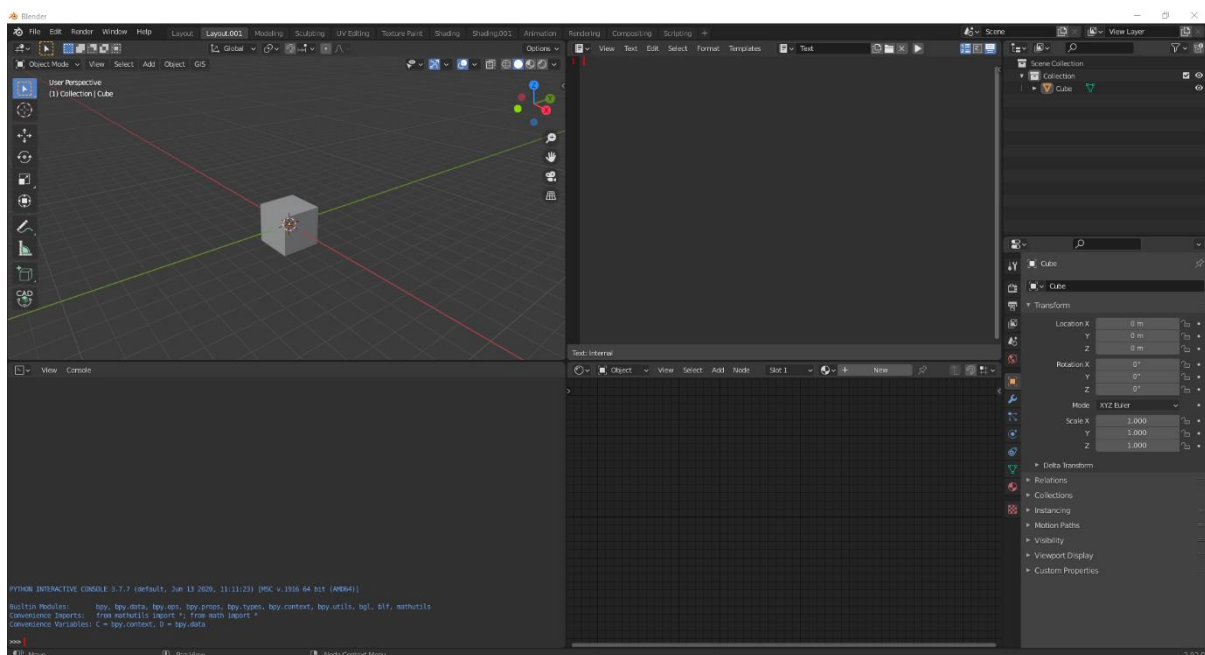 Blender
File Edit Render Window Help Layout Layout.001 Modeling Sculpting UV Editing Texture Paint Shading Shading.001 Animation Rendering Compositing Scripting + Scene View Layer
Global Options
View Text Edit Select Format Templates Text
Object Mode View Select Add Object GIS
User Perspective
(1) Collection | Cube
Z
Y
X
CAD
1
Text: Internal
Scene Collection
Collection
Cube
Cube
Cube
Transform
Location X 0 m
Y 0 m
Z 0 m
Rotation X 0°
Y 0°
Z 0°
Mode XYZ Euler
Scale X 1.000
Y 1.000
Z 1.000
Delta Transform
Relations
Collections
Instancing
Motion Paths
Visibility
Viewport Display
Custom Properties
View Console
Object View Select Add Node Slot 1 + New
PYTHON INTERACTIVE CONSOLE 3.7.7 (default, Jun 13 2020, 11:11:23) [MSC v.1916 64 bit (AMD64)]
Builtin Modules: bpy, bpy.data, bpy.ops, bpy.props, bpy.types, bpy.context, bpy.utils, bgl, blf, mathutils
Convenience Imports: from mathutils import *; from math import *
Convenience Variables: C = bpy.context, D = bpy.data
>>>
Move Pan View Node Context Menu